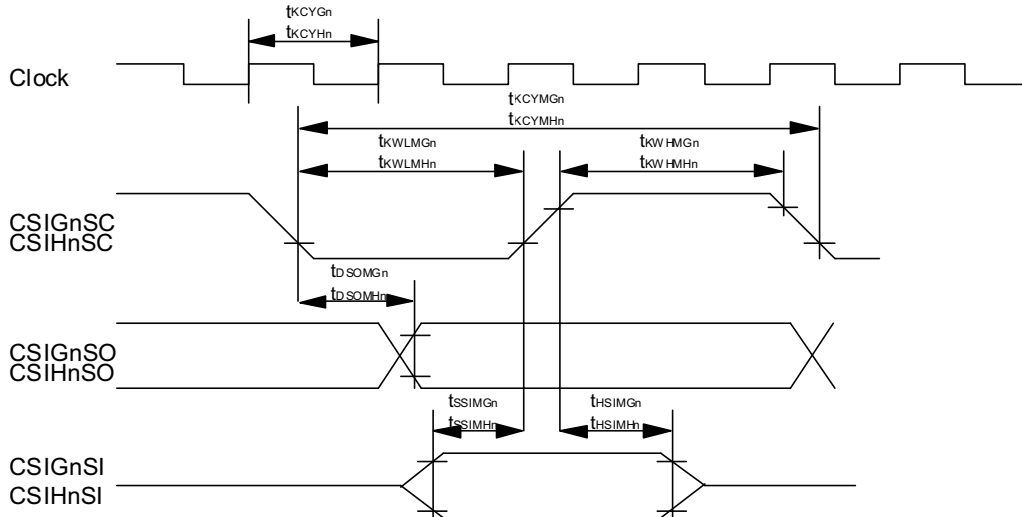 tKCYGn
tKCYHn
Clock
tKCYMGn
tKCYMHn
tKWLMGn
tKWLMHn
tKWHMGn
tKWHMHn
CSIGnSC
CSIHnSC
tDSOMGn
tDSOMHn
CSIGnSO
CSIHnSO
tSSIMGn
tSSIMHn
tHSIMGn
tHSIMHn
CSIGnSI
CSIHnSI